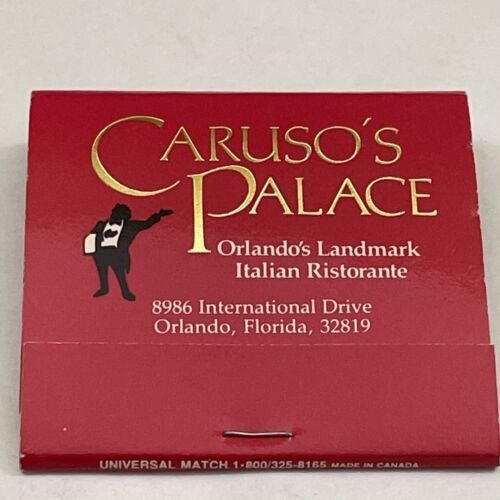 CARUSO'S
PALACE
Orlando's Landmark
Italian Ristorante
8986 International Drive
Orlando, Florida, 32819
UNIVERSAL MATCH 1-800/325-8165 MADE IN CANADA